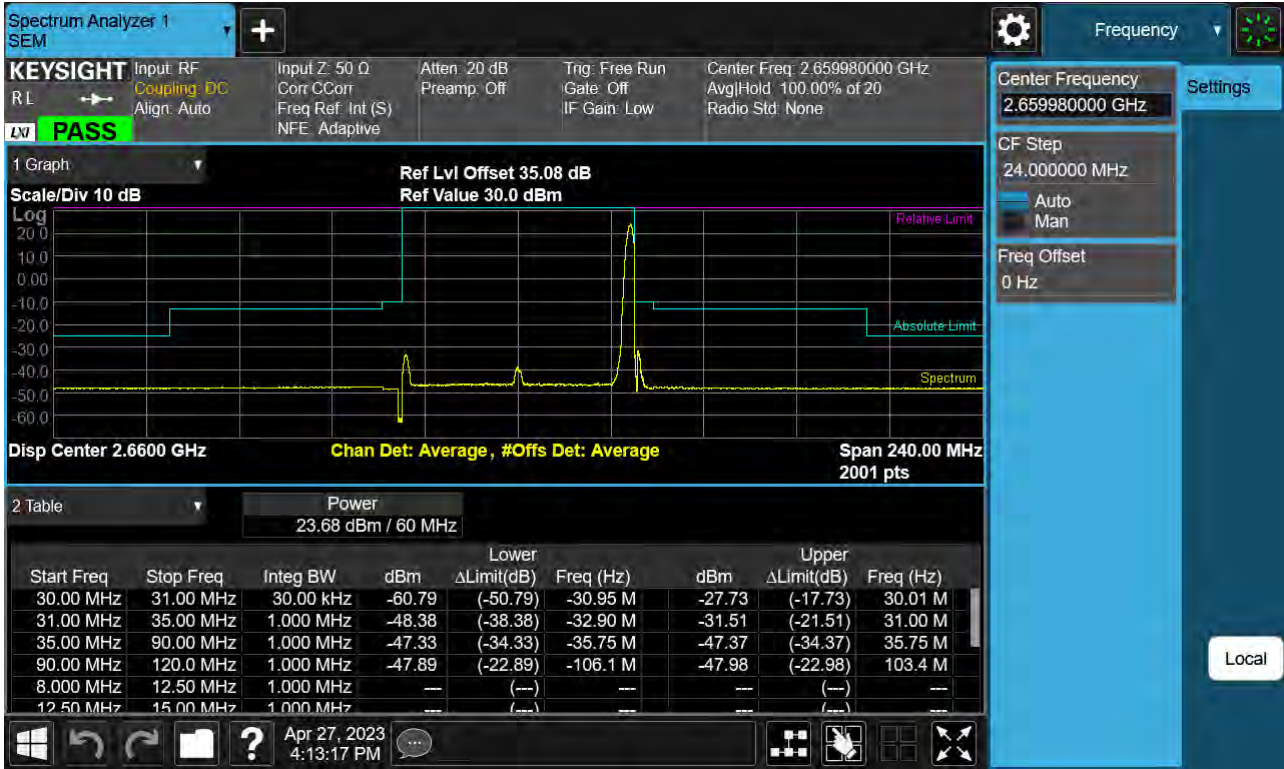 Spectrum Analyzer 1
SEM
+
Frequency
KEYSIGHT
Input: RF
Coupling: DC
Align: Auto
Input Z: 50 Ω
Corr CCorr
Freq Ref: Int (S)
NFE: Adaptive
Atten: 20 dB
Preamp: Off
Trig: Free Run
Gate: Off
IF Gain: Low
Center Freq: 2.659980000 GHz
Avg|Hold: 100.00% of 20
Radio Std: None
R L
LXI PASS
Center Frequency
2.659980000 GHz
Settings
CF Step
24.000000 MHz
Auto
Man
Freq Offset
0 Hz
Local
1 Graph
Ref Lvl Offset 35.08 dB
Scale/Div 10 dB Ref Value 30.0 dBm
Log
Relative Limit
20.0
10.0
0.00
-10.0
-20.0
Absolute Limit
-30.0
-40.0
Spectrum
-50.0
-60.0
Disp Center 2.6600 GHz Chan Det: Average, #Offs Det: Average Span 240.00 MHz
2001 pts
2 Table
Power
23.68 dBm / 60 MHz
Lower Upper
Start Freq Stop Freq Integ BW dBm ΔLimit(dB) Freq (Hz) dBm ΔLimit(dB) Freq (Hz)
30.00 MHz 31.00 MHz 30.00 kHz -60.79 (-50.79) -30.95 M -27.73 (-17.73) 30.01 M
31.00 MHz 35.00 MHz 1.000 MHz -48.38 (-38.38) -32.90 M -31.51 (-21.51) 31.00 M
35.00 MHz 90.00 MHz 1.000 MHz -47.33 (-34.33) -35.75 M -47.37 (-34.37) 35.75 M
90.00 MHz 120.0 MHz 1.000 MHz -47.89 (-22.89) -106.1 M -47.98 (-22.98) 103.4 M
8.000 MHz 12.50 MHz 1.000 MHz --- (---) --- --- (---) ---
12.50 MHz 15.00 MHz 1.000 MHz --- (---) --- --- (---) ---
?
Apr 27, 2023
4:13:17 PM